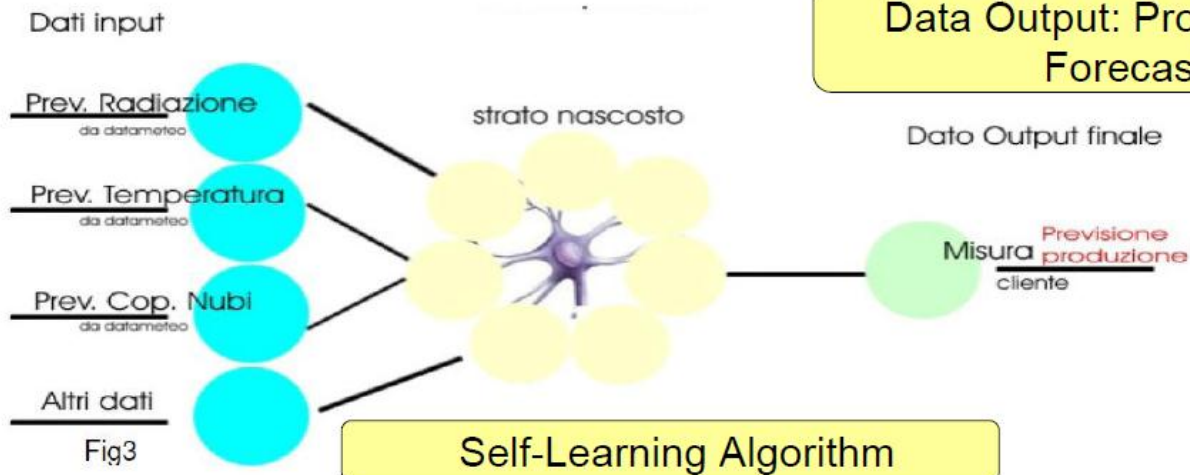 Dati input
Data Output: Pro
Forecas
Prev. Radiazione
da datameteo
strato nascosto
Dato Output finale
Prev. Temperatura
da datameteo
Misura
Previsione
produzione
cliente
Prev. Cop. Nubi
da datameteo
Altri dati
Fig3
Self-Learning Algorithm